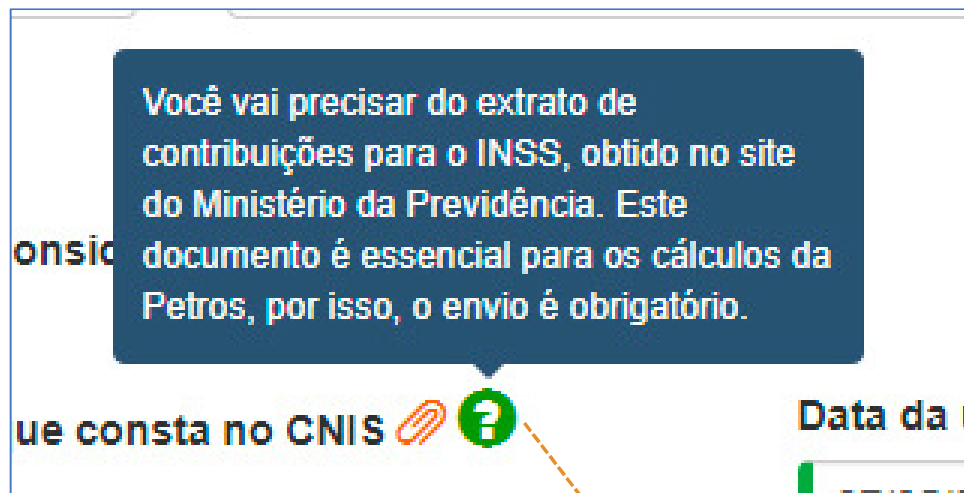 Você vai precisar do extrato de
contribuições para o INSS, obtido no site
do Ministério da Previdência. Este
documento é essencial para os cálculos da
Petros, por isso, o envio é obrigatório.
ue consta no CNIS ?
Data da